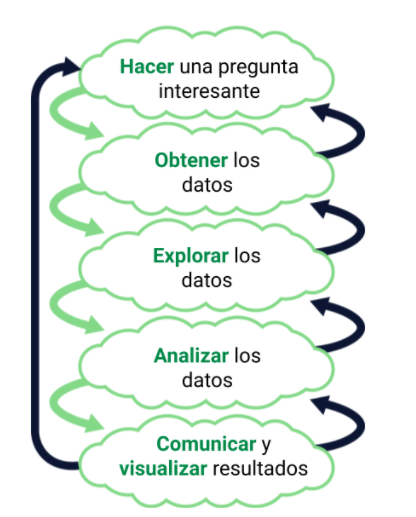 Hacer una pregunta
interesante
Obtener los
datos
Explorar los
datos
Analizar los
datos
Comunicar y
visualizar resultados